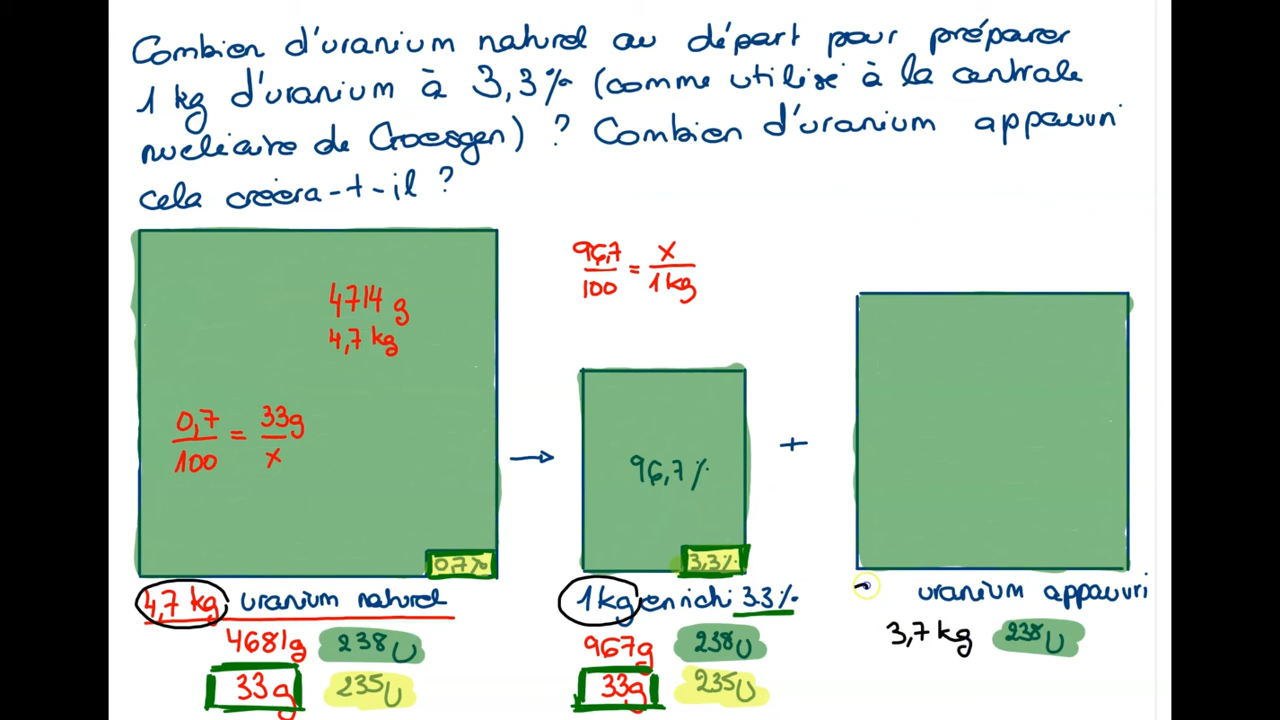 Combien d'uranium naturel au départ pour préparer
1 kg d'uranium à 3,3% (comme utilisé à la centrale
nucléaire de Goesgen) ? Combien d'uranium appauvri
cela créera-t-il ?
4714 g
4,7 kg
0,7/100 = 33g/x
96,7/100 = x/1kg
→
96,7%
+
0,7%
3,3%
4,7 kg uranium naturel
1kg enrichi 3.3%
uranium appauvri
4681g 238U
967g 238U
3,7 kg 238U
33g 235U
33g 235U